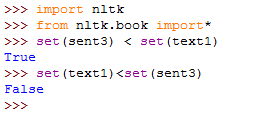 >>> import nltk
>>> from nltk.book import*
>>> set(sent3) < set(text1)
True
>>> set(text1)<set(sent3)
False
>>>